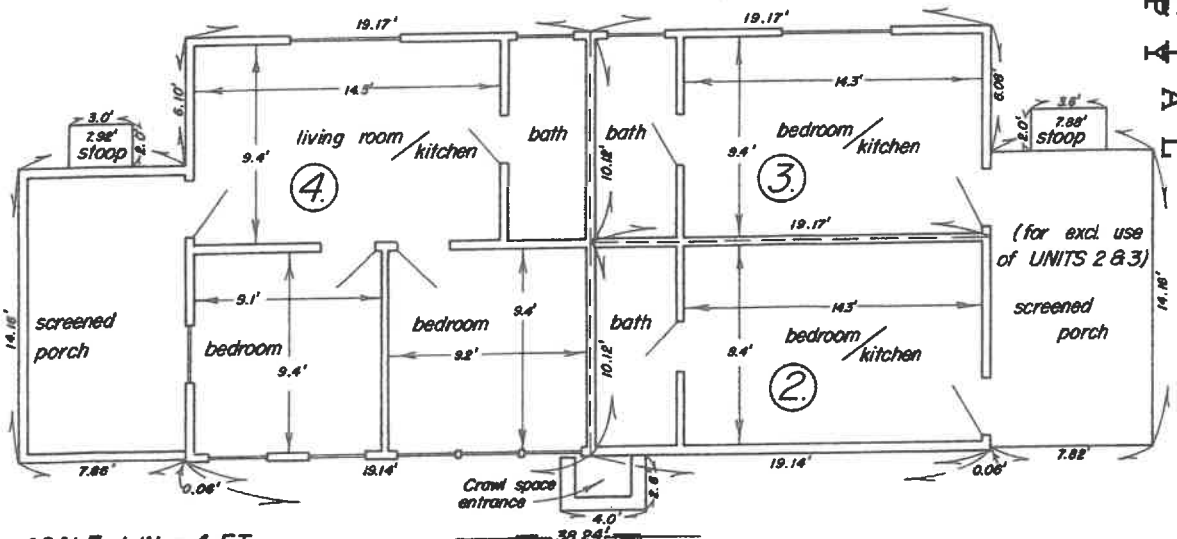 19.17'
19.17'
3.0'
7.92'
2.0'
stoop
6.10'
14.5'
9.4'
living room / kitchen
4.
bath
bath
10.12'
14.3'
9.4'
bedroom / kitchen
3.
6.08'
3.6'
7.88'
2.0'
stoop
19.17'
(for excl. use
of UNITS 2 & 3)
screened
porch
14.16'
14.16'
screened
porch
9.1'
bedroom
9.4'
bedroom
9.2'
9.4'
bath
10.12'
14.3'
9.4'
bedroom / kitchen
2.
7.86'
0.06'
19.14'
Crawl space
entrance
2.6'
4.0'
19.14'
0.06'
7.82'
38.24'